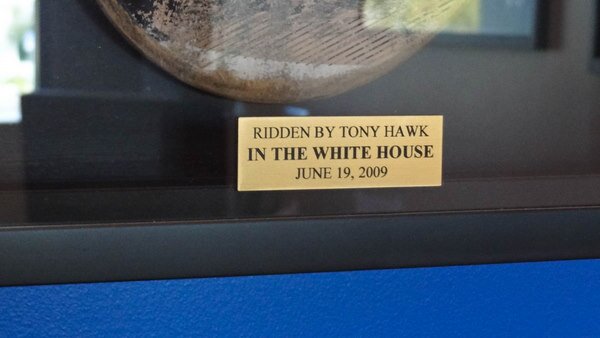 RIDDEN BY TONY HAWK
IN THE WHITE HOUSE
JUNE 19, 2009